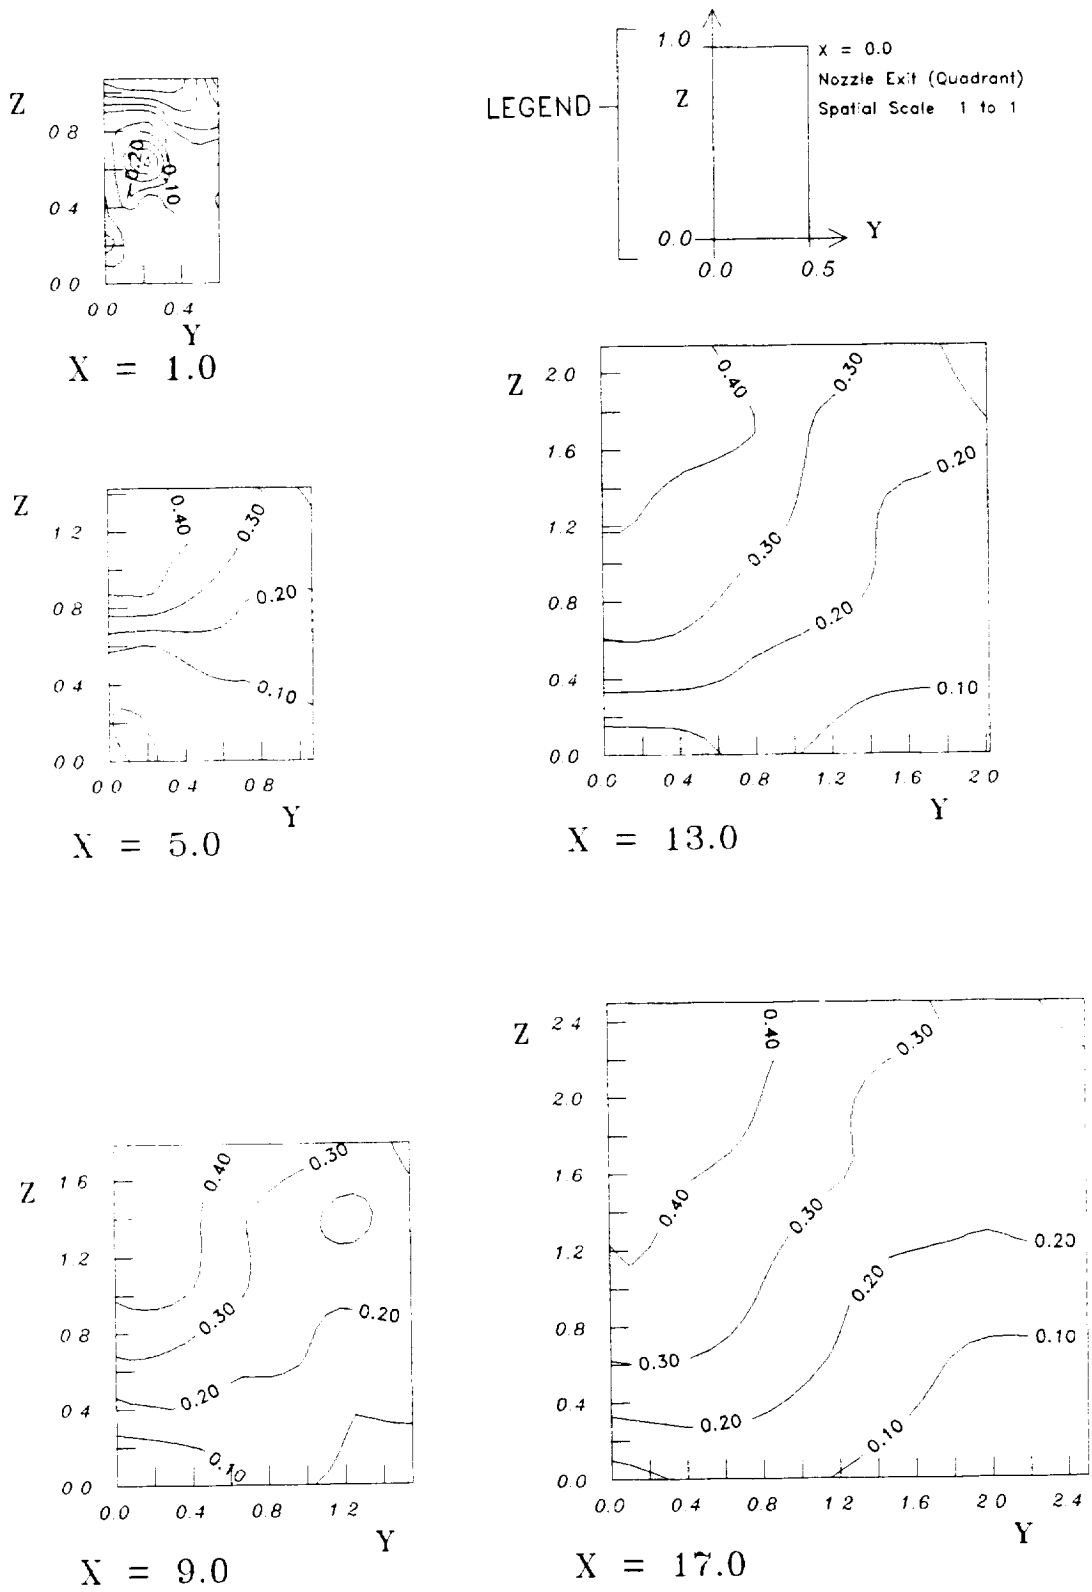 Z
0.8
0.4
0.0
-0.20
-0.10
0.0 0.4
Y
X = 1.0
LEGEND
1.0
Z
0.0
0.0 0.5
Y
X = 0.0
Nozzle Exit (Quadrant)
Spatial Scale 1 to 1
Z
1.2
0.8
0.4
0.0
0.40
0.30
0.20
0.10
0.0 0.4 0.8
Y
X = 5.0
Z
2.0
1.6
1.2
0.8
0.4
0.0
0.40
0.30
0.20
0.30
0.20
0.10
0.0 0.4 0.8 1.2 1.6 2.0
Y
X = 13.0
Z
1.6
1.2
0.8
0.4
0.0
0.40
0.30
0.30
0.20
0.20
0.10
0.0 0.4 0.8 1.2
Y
X = 9.0
Z
2.4
2.0
1.6
1.2
0.8
0.4
0.0
0.40
0.30
0.40
0.30
0.20
0.20
0.30
0.10
0.20
0.10
0.0 0.4 0.8 1.2 1.6 2.0 2.4
Y
X = 17.0